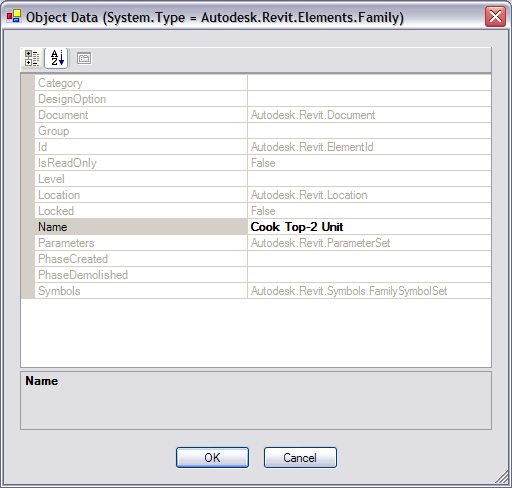 Object Data (System.Type = Autodesk.Revit.Elements.Family)
Category
DesignOption
Document Autodesk.Revit.Document
Group
Id Autodesk.Revit.ElementId
IsReadOnly False
Level
Location Autodesk.Revit.Location
Locked False
Name Cook Top-2 Unit
Parameters Autodesk.Revit.ParameterSet
PhaseCreated
PhaseDemolished
Symbols Autodesk.Revit.Symbols.FamilySymbolSet
Name
OK Cancel